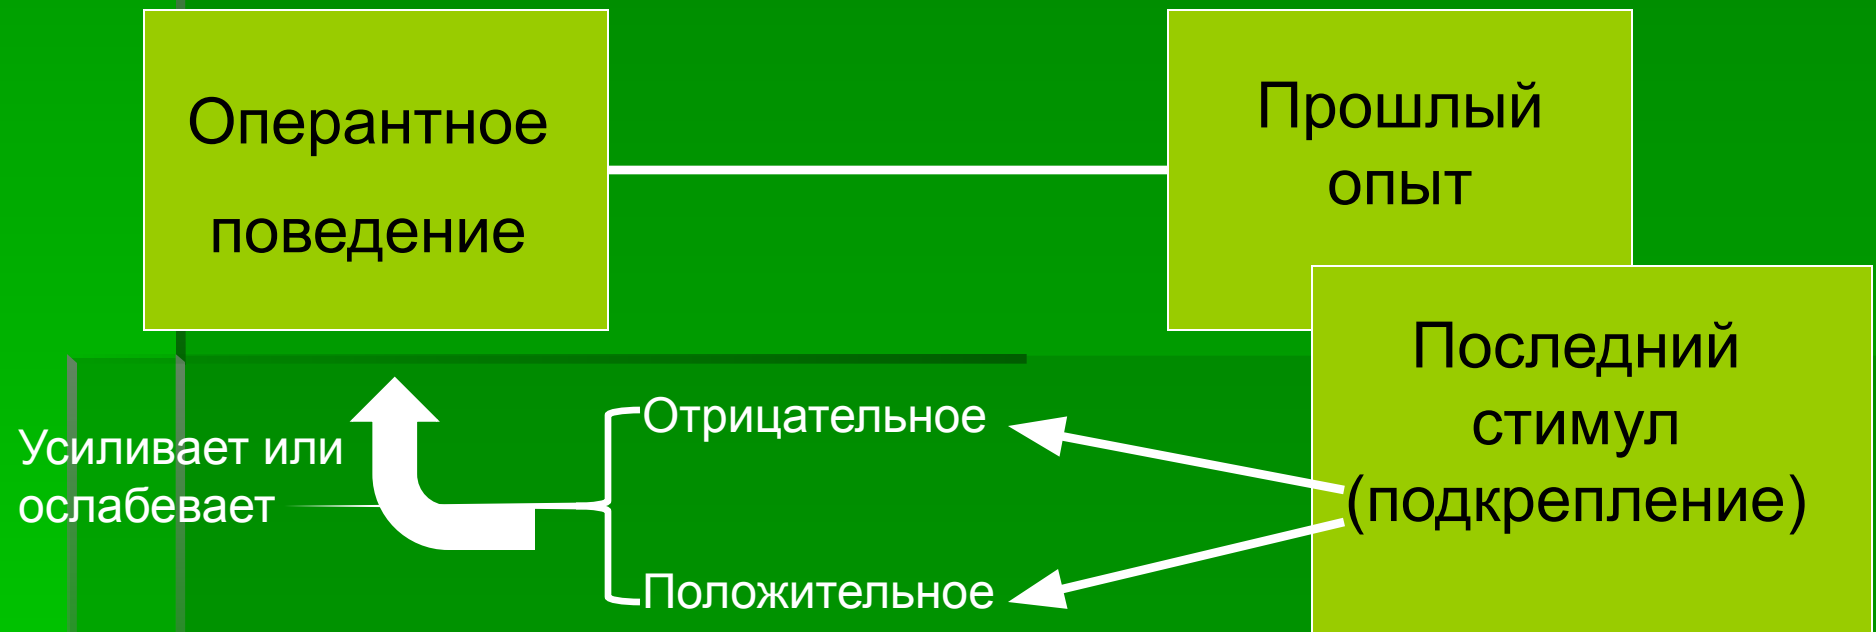 Оперантное
поведение
Прошлый
опыт
Последний
стимул
(подкрепление)
Отрицательное
Положительное
Усиливает или
ослабевает